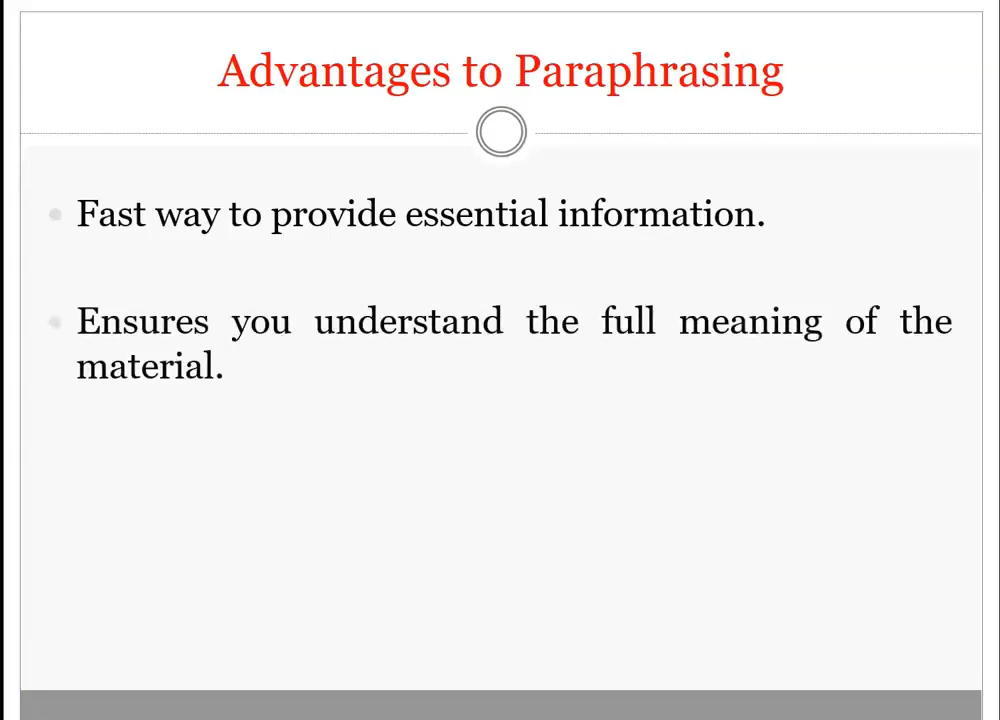 Advantages to Paraphrasing
Fast way to provide essential information.
Ensures you understand the full meaning of the
material.